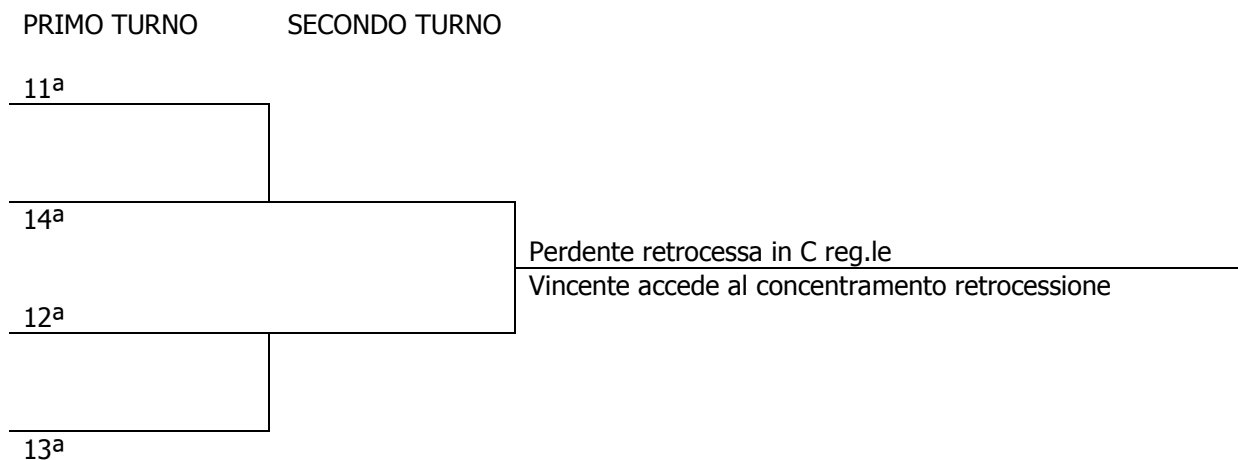 PRIMO TURNO SECONDO TURNO
11ª
14ª
Perdente retrocessa in C reg.le
Vincente accede al concentramento retrocessione
12ª
13ª